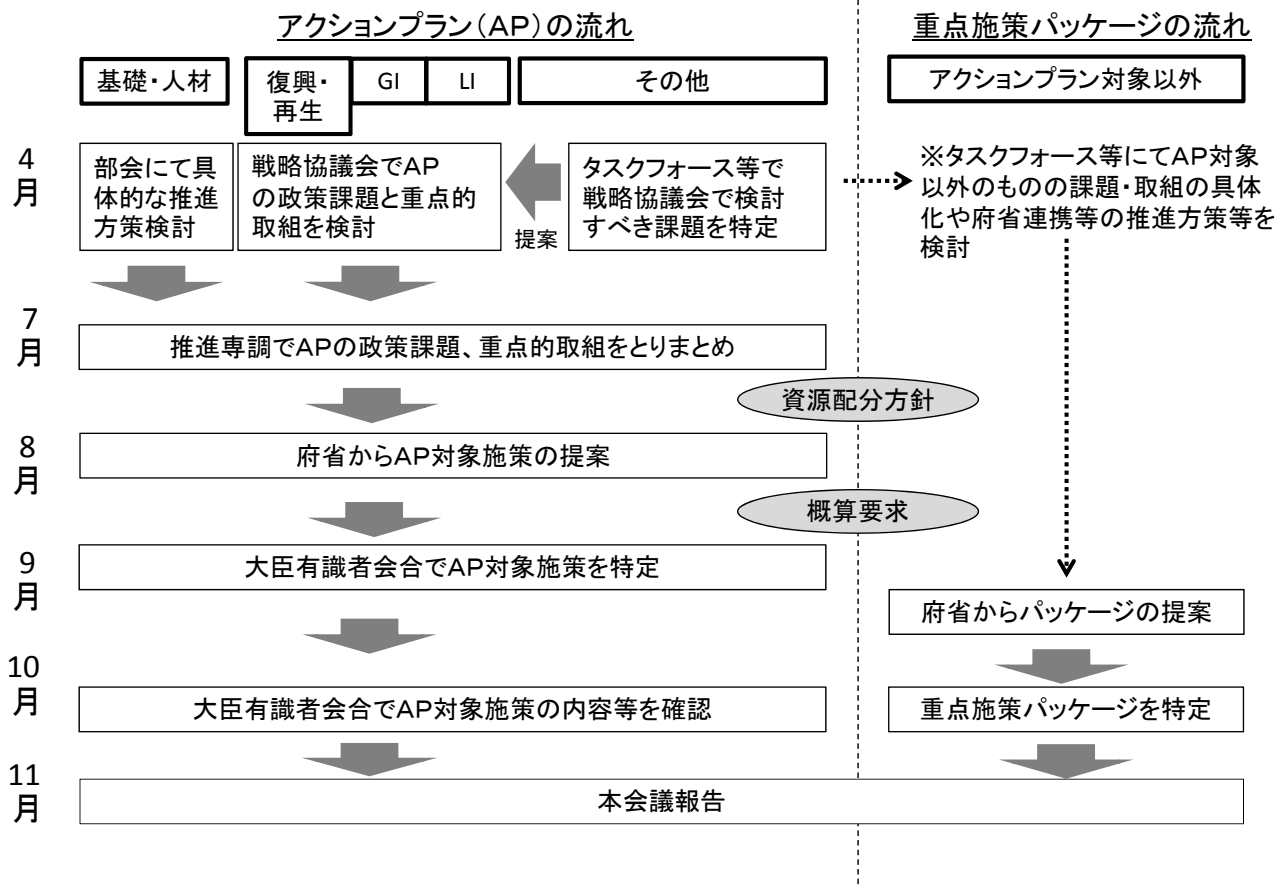 アクションプラン(AP)の流れ
重点施策パッケージの流れ
基礎・人材
復興・
再生
GI
LI
その他
アクションプラン対象以外
4
月
部会にて具
体的な推進
方策検討
戦略協議会でAP
の政策課題と重点的
取組を検討
提案
タスクフォース等で
戦略協議会で検討
すべき課題を特定
※タスクフォース等にてAP対象
以外のものの課題・取組の具体
化や府省連携等の推進方策等を
検討
7
月
推進専調でAPの政策課題、重点的取組をとりまとめ
資源配分方針
8
月
府省からAP対象施策の提案
概算要求
9
月
大臣有識者会合でAP対象施策を特定
府省からパッケージの提案
10
月
大臣有識者会合でAP対象施策の内容等を確認
重点施策パッケージを特定
11
月
本会議報告